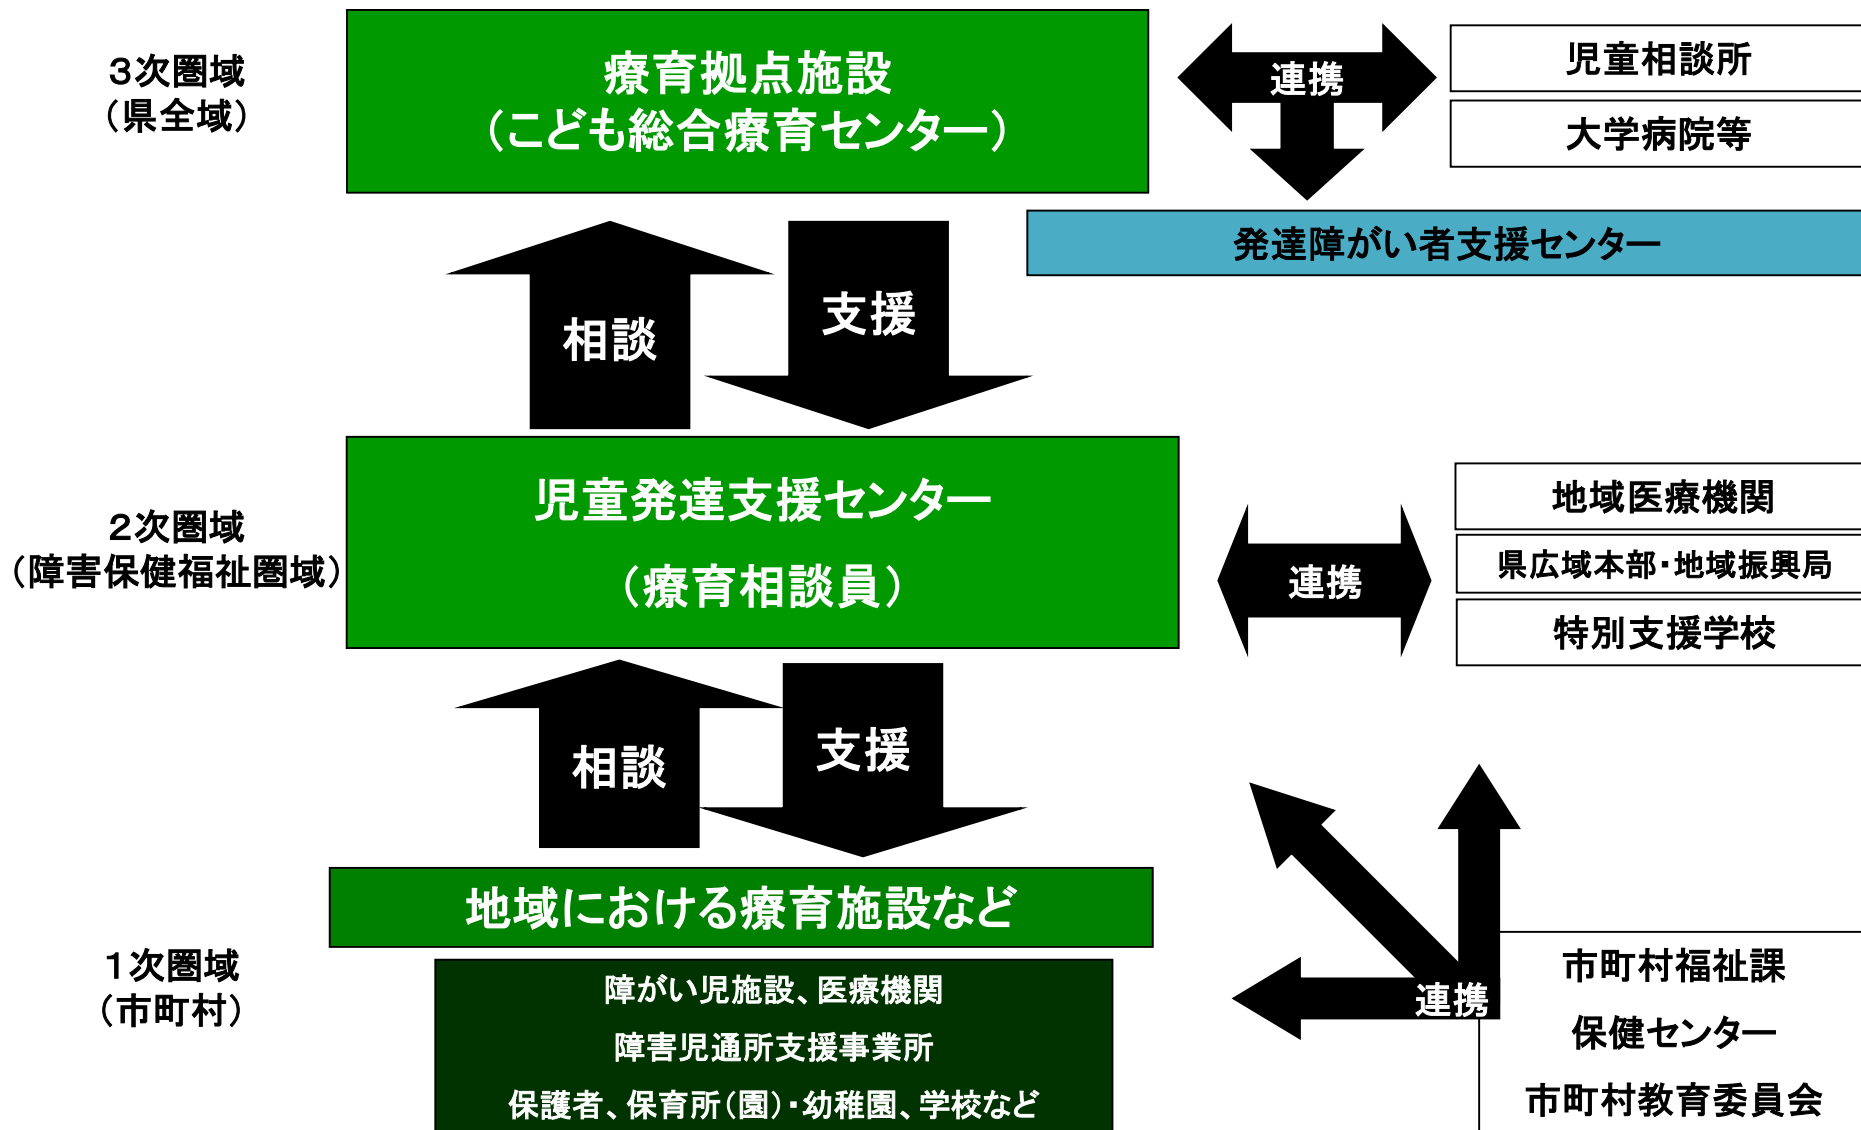 3次圏域
（県全域）
療育拠点施設
（こども総合療育センター）
連携
児童相談所
大学病院等
発達障がい者支援センター
相談
支援
2次圏域
（障害保健福祉圏域）
児童発達支援センター
（療育相談員）
連携
地域医療機関
県広域本部・地域振興局
特別支援学校
相談
支援
1次圏域
（市町村）
地域における療育施設など
障がい児施設、医療機関
障害児通所支援事業所
保護者、保育所（園）・幼稚園、学校など
連携
市町村福祉課
保健センター
市町村教育委員会